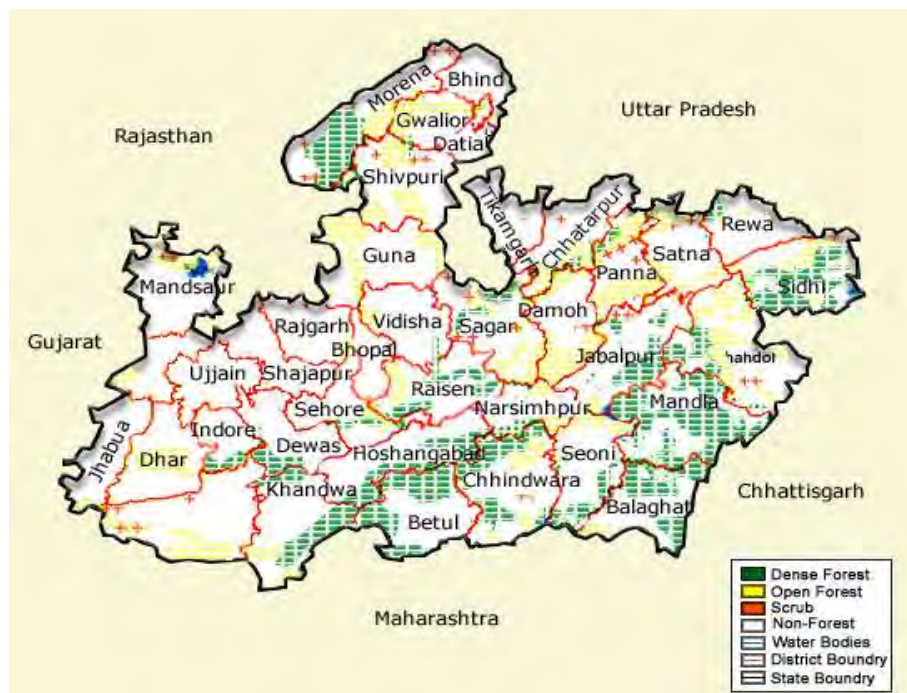 Morena
Bhind
Uttar Pradesh
Rajasthan
Gwalior
Datia
Shivpuri
Tikamgarh
Chhatarpur
Rewa
Guna
Satna
Panna
Sidhi
Mandsaur
Rajgarh
Vidisha
Sagar
Damoh
Gujarat
Bhopal
Jabalpur
hahdol
Ujjain
Shajapur
Raisen
Mandla
Sehore
Narsimhpur
Jhabua
Indore
Dewas
Hoshangabad
Seoni
Dhar
Chhindwara
Khandwa
Balaghat
Chhattisgarh
Betul
Maharashtra
Dense Forest
Open Forest
Scrub
Non-Forest
Water Bodies
District Boundry
State Boundry